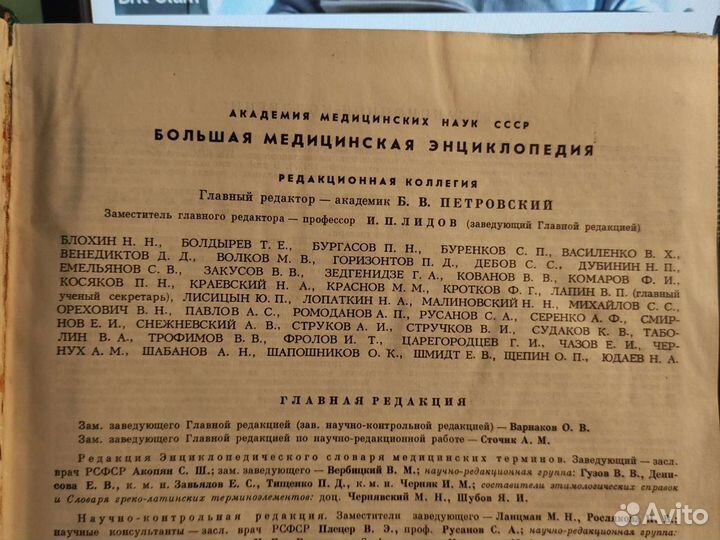 Brit Clam
АКАДЕМИЯ МЕДИЦИНСКИХ НАУК СССР
БОЛЬШАЯ МЕДИЦИНСКАЯ ЭНЦИКЛОПЕДИЯ
РЕДАКЦИОННАЯ КОЛЛЕГИЯ
Главный редактор — академик Б. В. ПЕТРОВСКИЙ
Заместитель главного редактора — профессор И. П. ЛИДОВ (заведующий Главной редакцией)
БЛОХИН Н. Н., БОЛДЫРЕВ Т. Е., БУРГАСОВ П. Н., БУРЕНКОВ С. П., ВАСИЛЕНКО В. Х.,
ВЕНЕДИКТОВ Д. Д., ВОЛКОВ М. В., ГОРИЗОНТОВ П. Д., ДЕБОВ С. С., ДУБИНИН Н. П.,
ЕМЕЛЬЯНОВ С. В., ЗАКУСОВ В. В., ЗЕДГЕНИДЗЕ Г. А., КОВАНОВ В. В., КОМАРОВ Ф. И.,
КОСЯКОВ П. Н., КРАЕВСКИЙ Н. А., КРАСНОВ М. М., КРОТКОВ Ф. Г., ЛАПИН В. П. (главный
ученый секретарь), ЛИСИЦЫН Ю. П., ЛОПАТКИН Н. А., МАЛИНОВСКИЙ Н. Н., МИХАЙЛОВ С. С.,
ОРЕХОВИЧ В. Н., ПАВЛОВ А. С., РОМОДАНОВ А. П., РУСАНОВ С. А., СЕРЕНКО А. Ф., СМИР-
НОВ Е. И., СНЕЖНЕВСКИЙ А. В., СТРУКОВ А. И., СТРУЧКОВ В. И., СУДАКОВ К. В., ТАБО-
ЛИН В. А., ТРОФИМОВ В. В., ФРОЛОВ И. Т., ЦАРЕГОРОДЦЕВ Г. И., ЧАЗОВ Е. И., ЧЕР-
НУХ А. М., ШАБАНОВ А. Н., ШАПОШНИКОВ О. К., ШМИДТ Е. В., ЩЕПИН О. П., ЮДАЕВ Н. А.
ГЛАВНАЯ РЕДАКЦИЯ
Зам. заведующего Главной редакцией (зав. научно-контрольной редакцией) — Варнаков О. В.
Зам. заведующего Главной редакцией по научно-редакционной работе — Сточик А. М.
Редакция Энциклопедического словаря медицинских терминов. Заведующий — засл.
врач РСФСР Акопян С. Ш.; зам. заведующего — Вербицкий В. М.; научно-редакционная группа: Гузов В. В., Денисова
сова Е. В., к. м. н. Завьялов Е. С., Тищенко П. Д., к. м. н. Черняк И. М.; составители этимологических справок
и Словаря греко-латинских терминоэлементов: доц. Чернявский М. Н., Шубов Я. И.
Научно-контрольная редакция. Заместители заведующего — Ланцман М. Н.,
научные консультанты — засл. врач РСФСР Плецер В. Э., проф. Русанов С. А.; научно-редакционная группа:
Avito